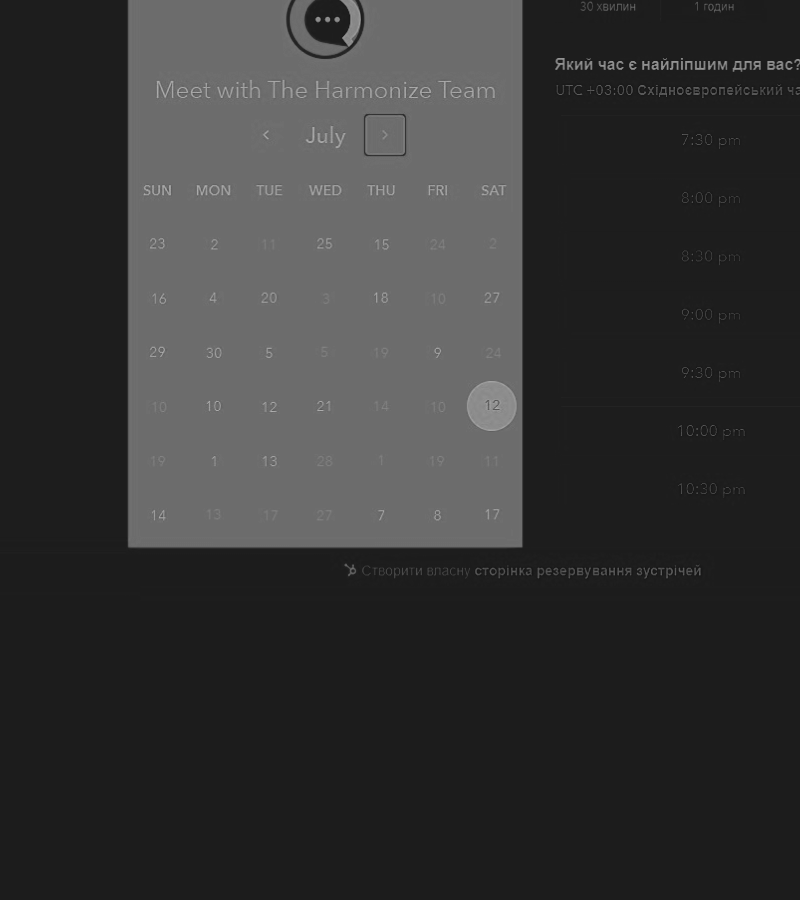 30 хвилин 1 годин
Meet with The Harmonize Team
Який час є найліпшим для вас?
UTC +03:00 Східноєвропейський ча
July
SUN MON TUE WED THU FRI SAT
23 2 11 25 15 24 2
16 4 20 3 18 10 27
29 30 5 5 19 9 24
10 10 12 21 14 10 12
19 1 13 28 1 19 11
14 13 17 27 7 8 17
7:30 pm
8:00 pm
8:30 pm
9:00 pm
9:30 pm
10:00 pm
10:30 pm
Створити власну сторінка резервування зустрічей